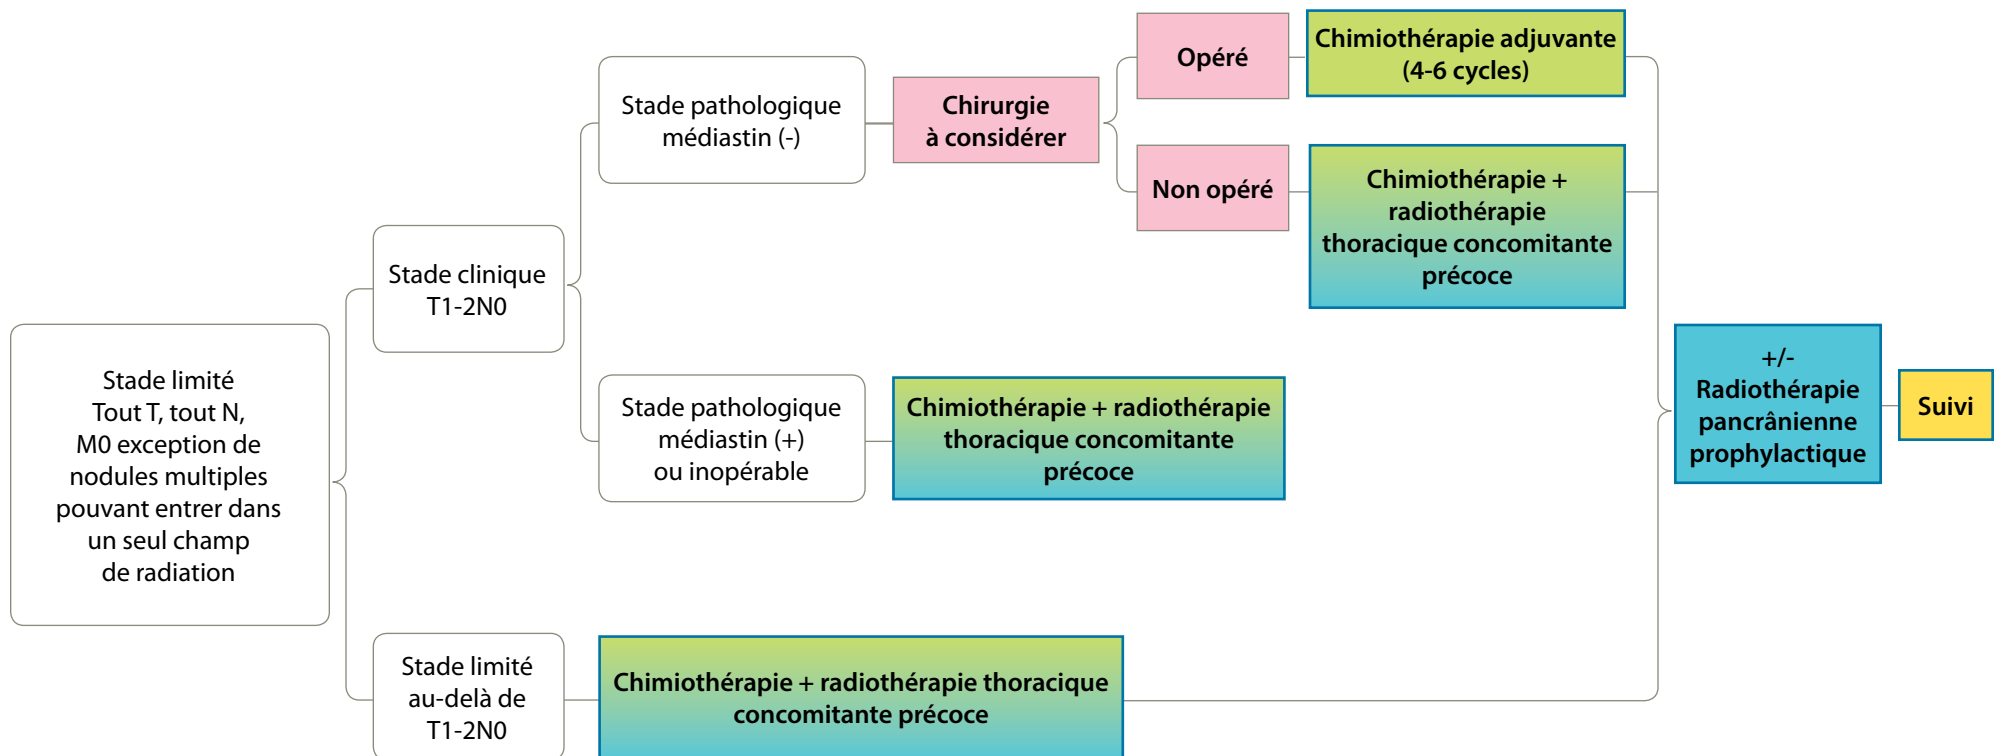 Stade limité
Tout T, tout N,
M0 exception de
nodules multiples
pouvant entrer dans
un seul champ
de radiation
Stade clinique
T1-2N0
Stade pathologique
médiastin (-)
Chirurgie
à considérer
Opéré
Chimiothérapie adjuvante
(4-6 cycles)
Non opéré
Chimiothérapie +
radiothérapie
thoracique concomitante
précoce
Stade pathologique
médiastin (+)
ou inopérable
Chimiothérapie + radiothérapie
thoracique concomitante
précoce
Stade limité
au-delà de
T1-2N0
Chimiothérapie + radiothérapie thoracique
concomitante précoce
+/-
Radiothérapie
pancrânienne
prophylactique
Suivi